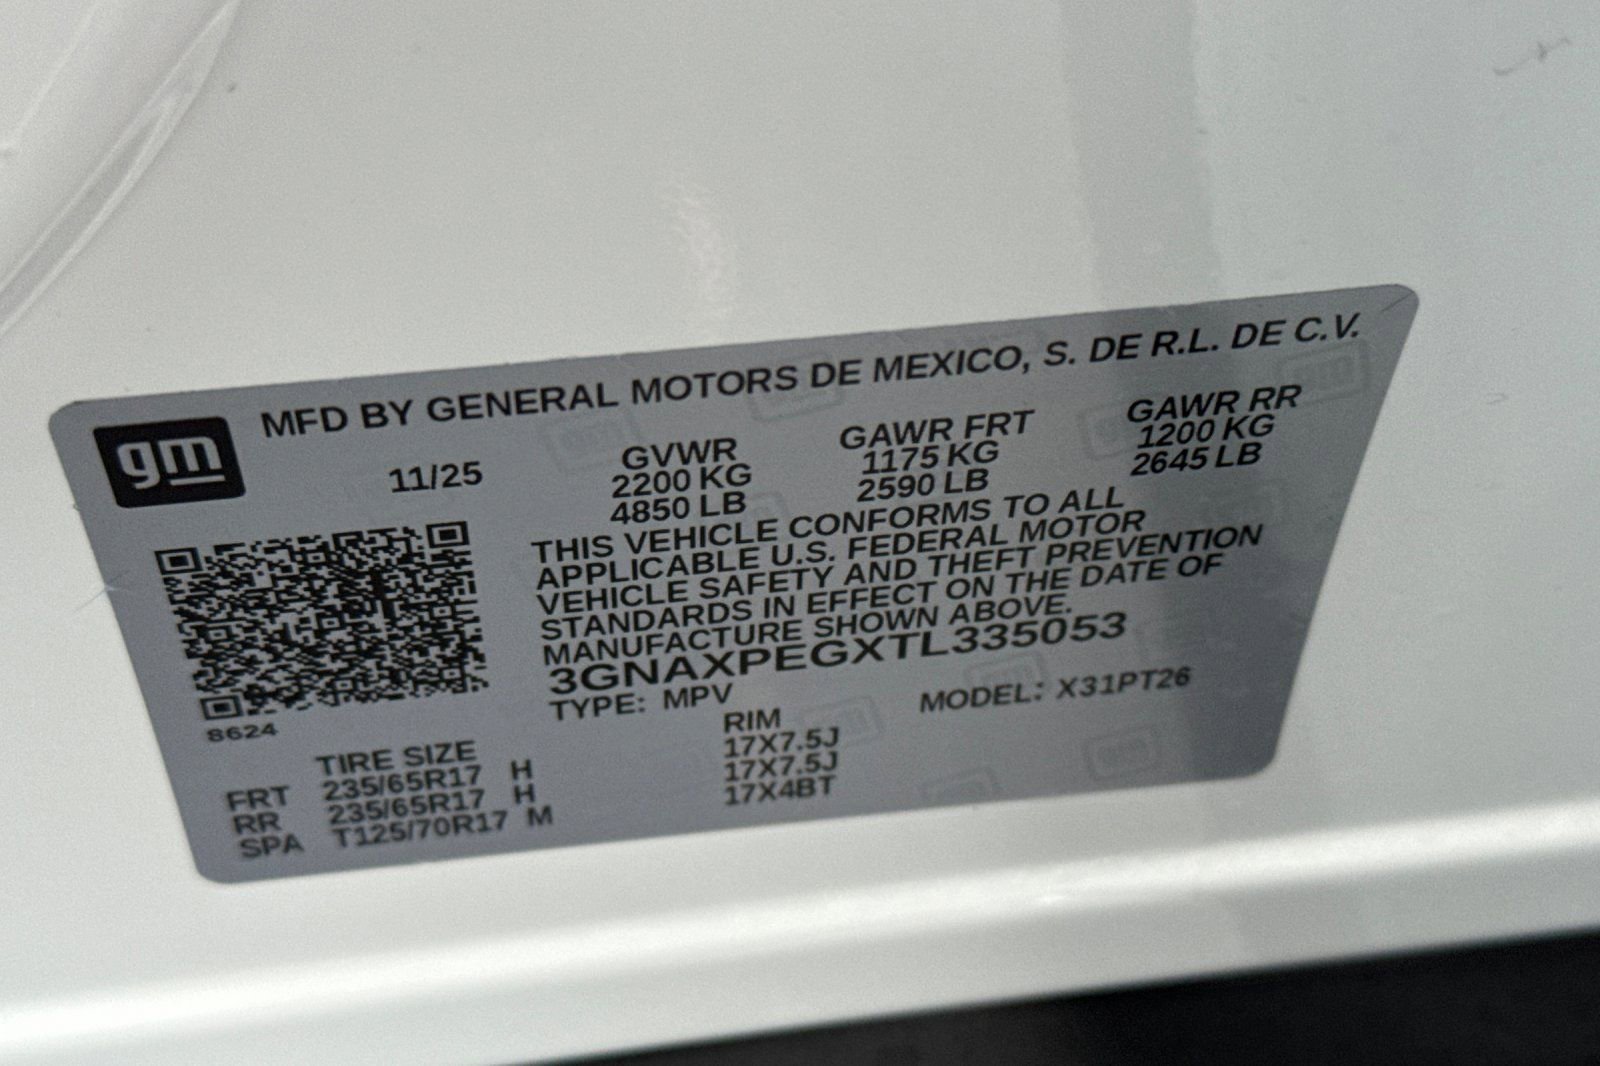 MFD BY GENERAL MOTORS DE MEXICO, S. DE R.L. DE C.V.
gm
11/25
GVWR GAWR FRT GAWR RR
2200 KG 1175 KG 1200 KG
4850 LB 2590 LB 2645 LB
THIS VEHICLE CONFORMS TO ALL
APPLICABLE U.S. FEDERAL MOTOR
VEHICLE SAFETY AND THEFT PREVENTION
STANDARDS IN EFFECT ON THE DATE OF
MANUFACTURE SHOWN ABOVE.
3GNAXPEGXTL335053
TYPE: MPV MODEL: X31PT26
8624
TIRE SIZE RIM
FRT 235/65R17 H 17X7.5J
RR 235/65R17 H 17X7.5J
SPA T125/70R17 M 17X4BT